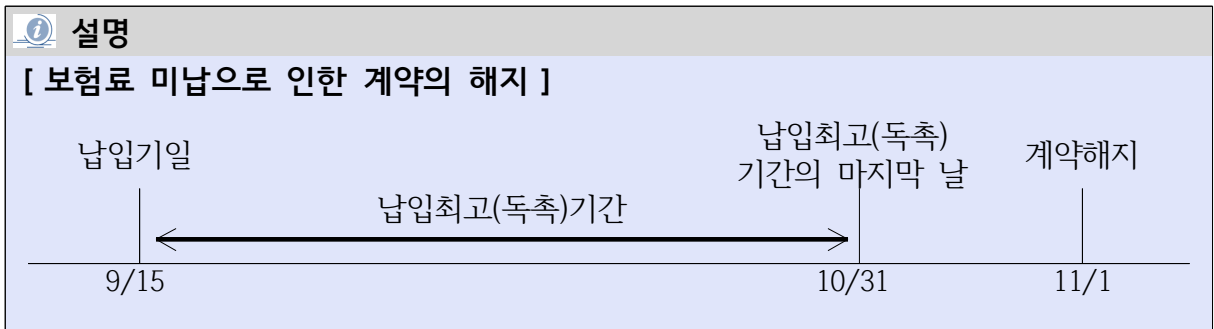 설명
[ 보험료 미납으로 인한 계약의 해지 ]
납입기일
납입최고(독촉)
기간의 마지막 날
계약해지
납입최고(독촉)기간
9/15
10/31
11/1